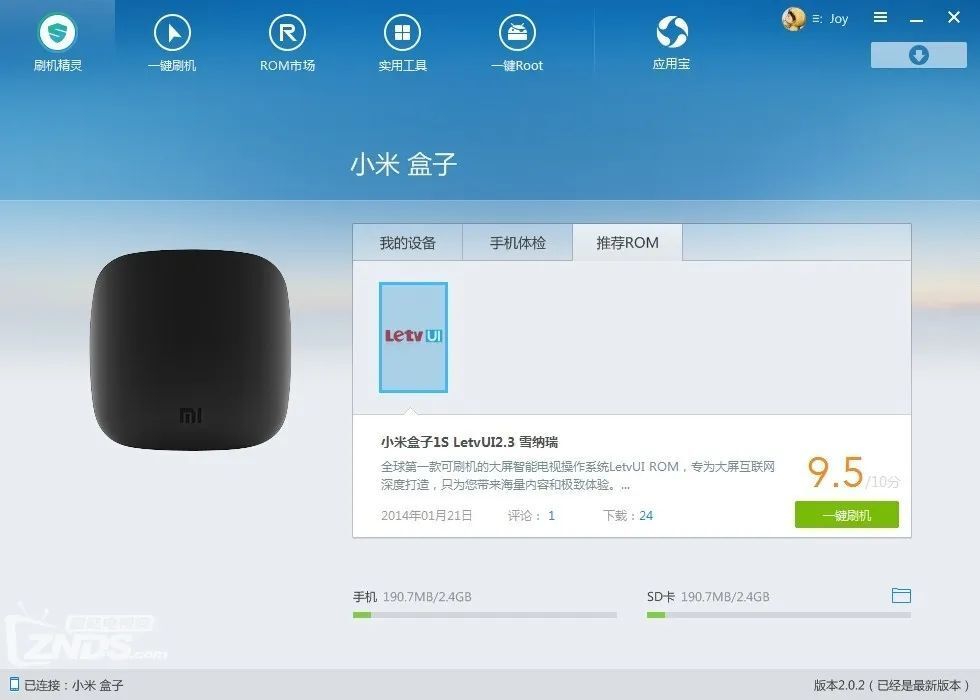 刷机精灵
一键刷机
ROM市场
实用工具
一键Root
应用宝
Joy
小米 盒子
我的设备
手机体检
推荐ROM
Letv UI
小米盒子1S LetvUI2.3 雪纳瑞
全球第一款可刷机的大屏智能电视操作系统LetvUI ROM，专为大屏互联网
深度打造，只为您带来海量内容和极致体验。...
9.5/10分
2014年01月21日 评论：1 下载：24
一键刷机
手机 190.7MB/2.4GB
SD卡 190.7MB/2.4GB
ZNDS.com
已连接：小米 盒子
版本2.0.2（已经是最新版本）